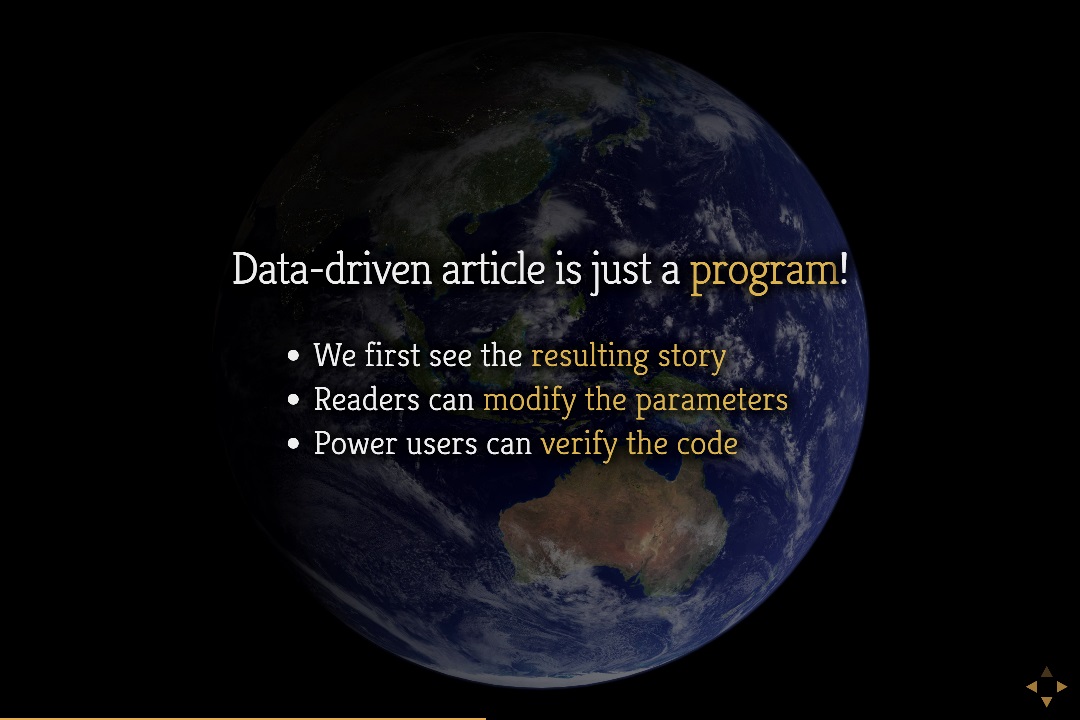 Data-driven article is just a program!
• We first see the resulting story
• Readers can modify the parameters
• Power users can verify the code